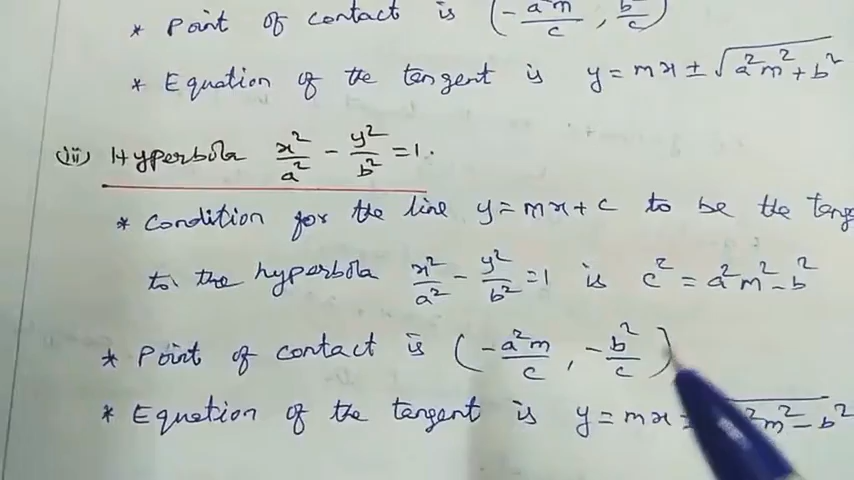 * Point of contact is (-a²m/c, b²/c)
* Equation of the tangent is y = mx ± √a²m² + b²
(iii) Hyperbola x²/a² - y²/b² = 1.
* Condition for the line y = mx + c to be the
to the hyperbola x²/a² - y²/b² = 1 is c² = a²m² - b²
* Point of contact is (-a²m/c, -b²/c)
* Equation of the tangent is y = mx ²m² - b²